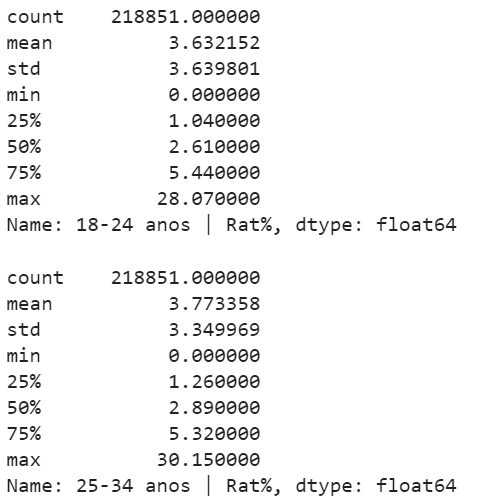 count    218851.000000
mean          3.632152
std           3.639801
min           0.000000
25%           1.040000
50%           2.610000
75%           5.440000
max          28.070000
Name: 18-24 anos | Rat%, dtype: float64

count    218851.000000
mean          3.773358
std           3.349969
min           0.000000
25%           1.260000
50%           2.890000
75%           5.320000
max          30.150000
Name: 25-34 anos | Rat%, dtype: float64